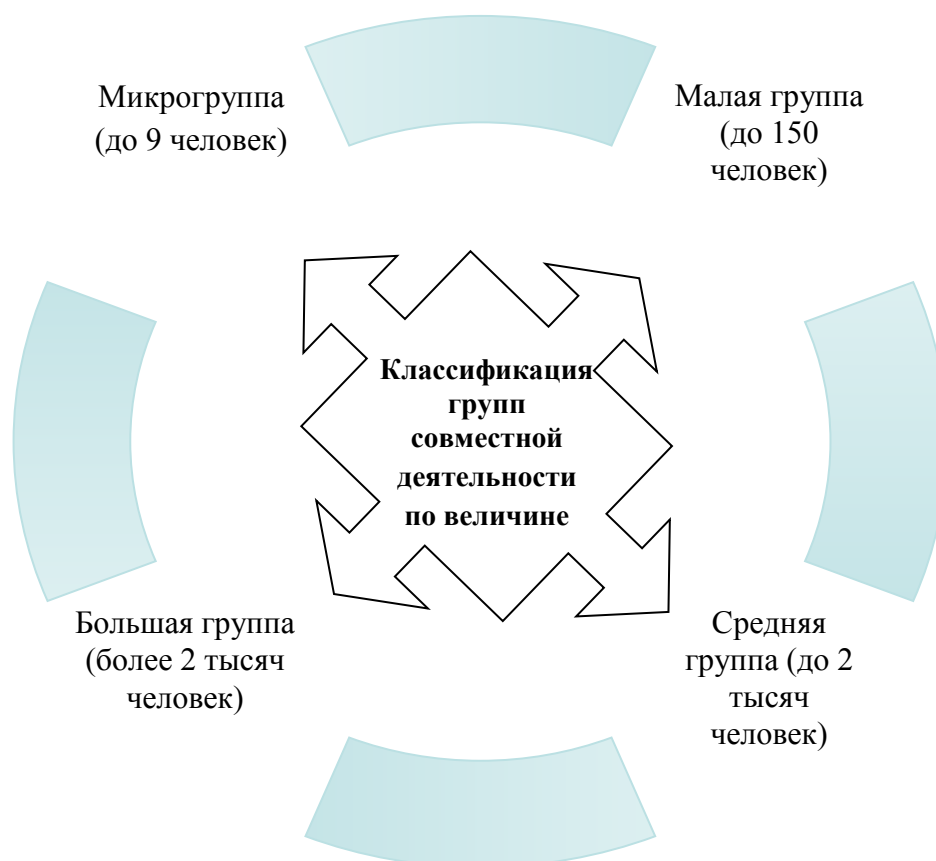 Микрогруппа
(до 9 человек)
Малая группа
(до 150
человек)
Классификация
групп
совместной
деятельности
по величине
Большая группа
(более 2 тысяч
человек)
Средняя
группа (до 2
тысяч
человек)